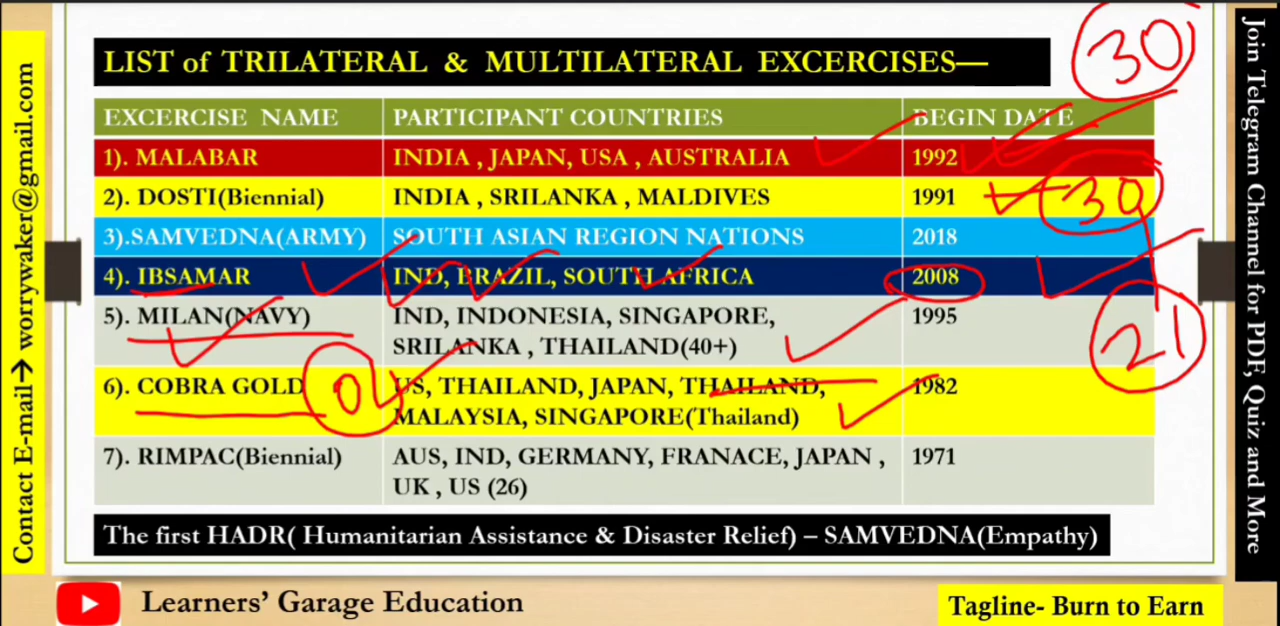 LIST of TRILATERAL & MULTILATERAL EXCERCISES—
30
EXCERCISE NAME PARTICIPANT COUNTRIES BEGIN DATE
1). MALABAR INDIA , JAPAN, USA , AUSTRALIA 1992
2). DOSTI(Biennial) INDIA , SRILANKA , MALDIVES 1991
30
3).SAMVEDNA(ARMY) SOUTH ASIAN REGION NATIONS 2018
4). IBSAMAR IND, BRAZIL, SOUTH AFRICA 2008
5). MILAN(NAVY) IND, INDONESIA, SINGAPORE, 1995
SRILANKA , THAILAND(40+)
21
6). COBRA GOLD US, THAILAND, JAPAN, THAILAND, 1982
MALAYSIA, SINGAPORE(Thailand)
7). RIMPAC(Biennial) AUS, IND, GERMANY, FRANACE, JAPAN , 1971
UK , US (26)
The first HADR( Humanitarian Assistance & Disaster Relief) – SAMVEDNA(Empathy)
Learners' Garage Education
Tagline- Burn to Earn
Contact E-mail→ worrywaker@gmail.com
Join Telegram Channel for PDF, Quiz and More